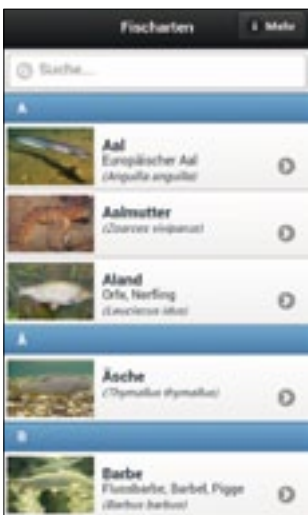 Fischarten
Mehr
Suche...
A
Aal
Europäischer Aal
(Anguilla anguilla)
Aalmutter
(Zoarces viviparus)
Aland
Orfe, Nerfling
(Leuciscus idus)
Ä
Äsche
(Thymallus thymallus)
B
Barbe
Flussbarbe, Barbel, Pigge
(Barbus barbus)